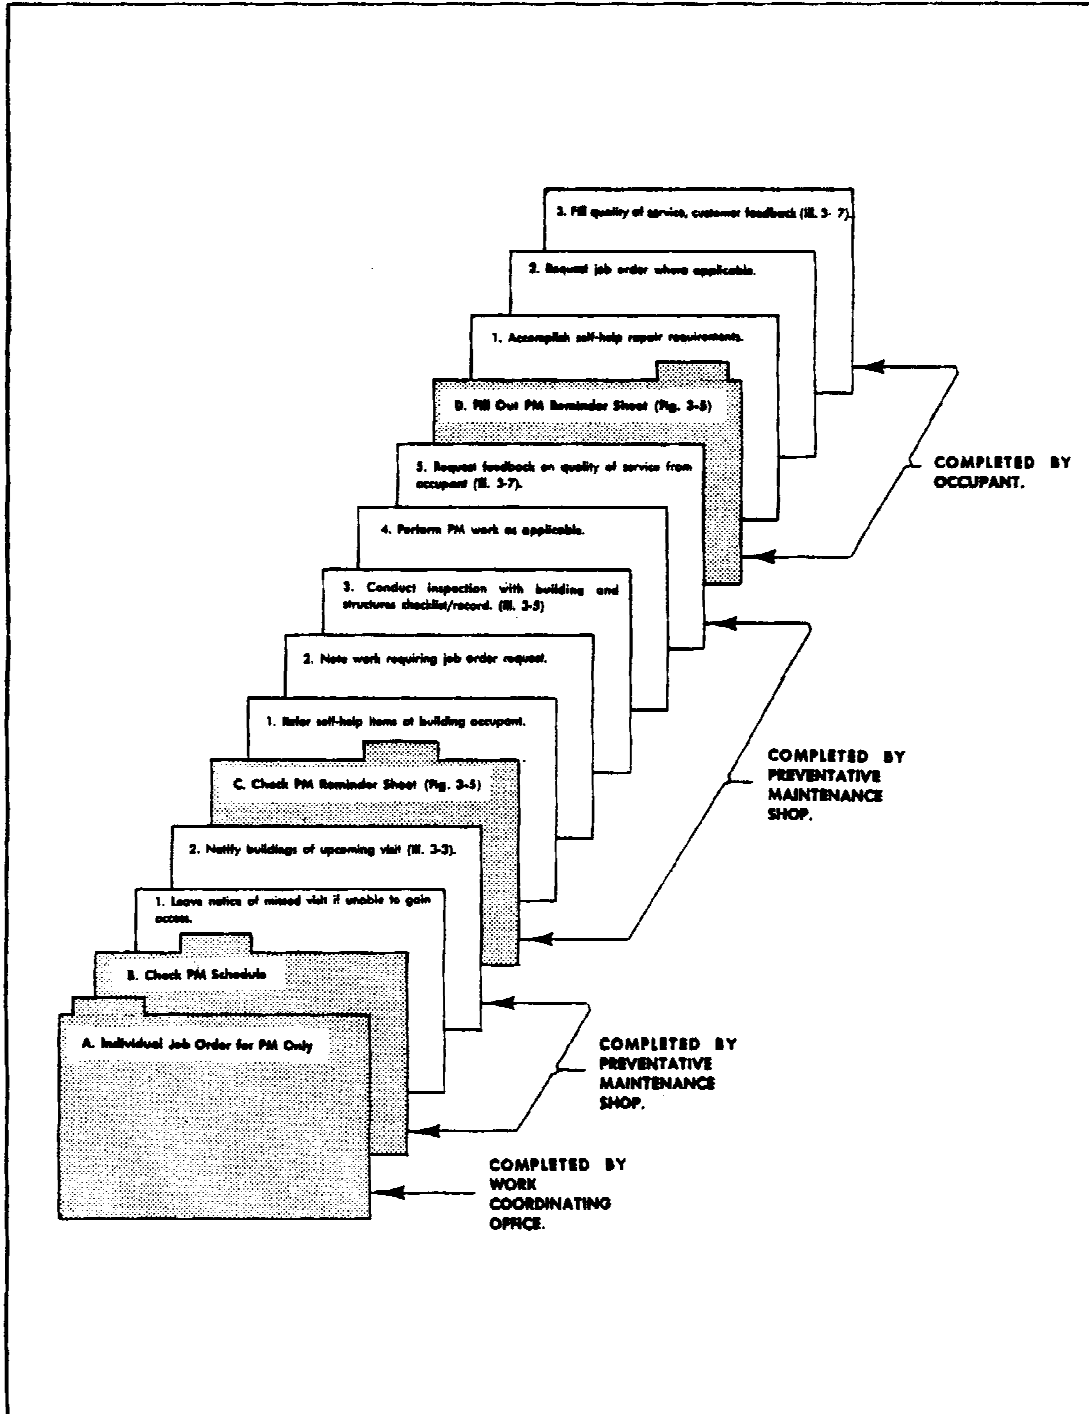 3. Fill quality of service, customer feedback (Ill. 3- 7).
2. Request job order where applicable.
1. Accomplish self-help repair requirements.
D. Fill Out PM Reminder Sheet (Fig. 3-5)
5. Request feedback on quality of service from
occupant (Ill. 3-7).
4. Perform PM work as applicable.
3. Conduct inspection with building and
structures checklist/record. (Ill. 3-5)
2. Note work requiring job order request.
1. Refer self-help items at building occupant.
C. Check PM Reminder Sheet (Fig. 3-5)
2. Notify buildings of upcoming visit (Ill. 3-3).
1. Leave notice of missed visit if unable to gain
access.
B. Check PM Schedule
A. Individual Job Order for PM Only
COMPLETED BY
OCCUPANT.
COMPLETED BY
PREVENTATIVE
MAINTENANCE
SHOP.
COMPLETED BY
PREVENTATIVE
MAINTENANCE
SHOP.
COMPLETED BY
WORK
COORDINATING
OFFICE.